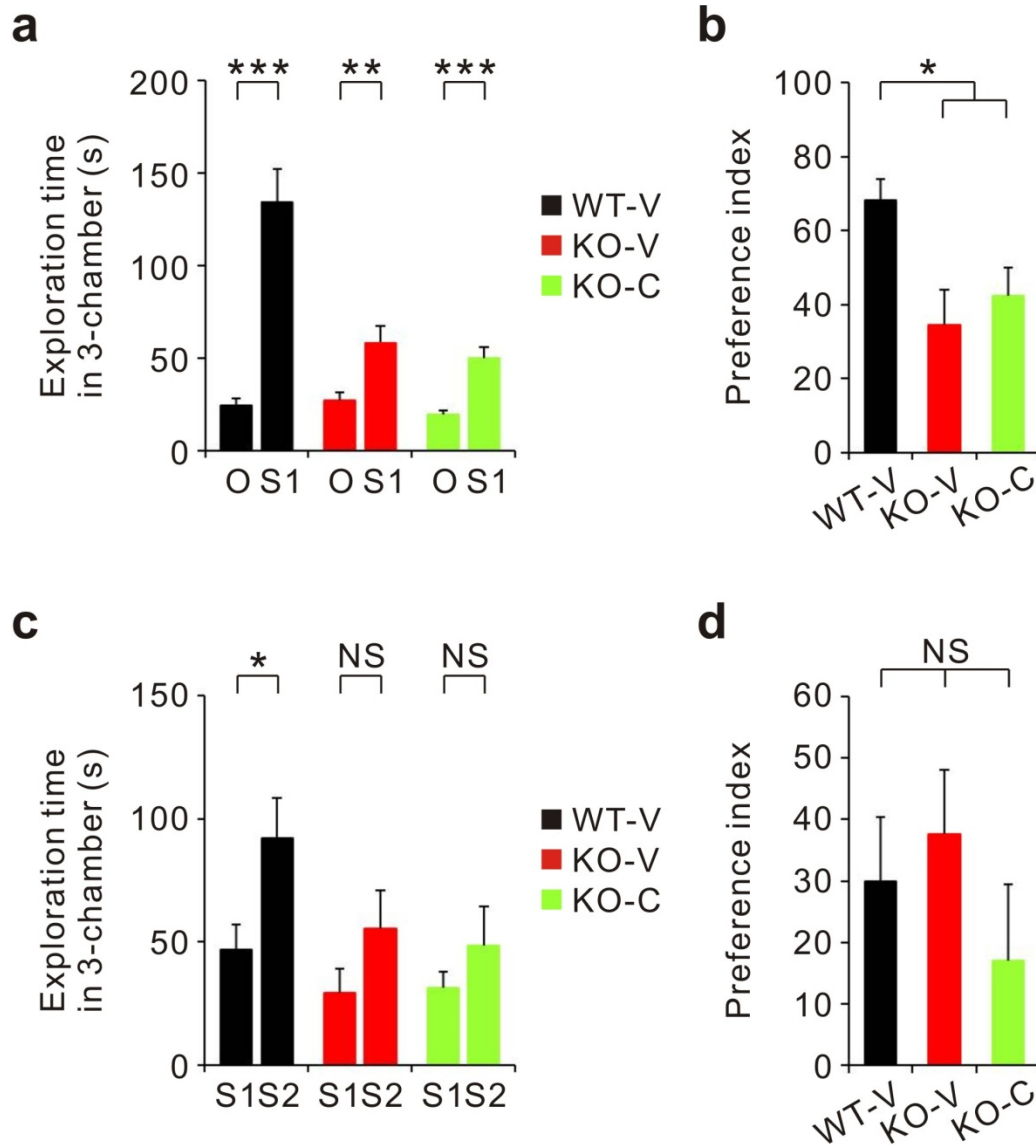 a
*** ** ***
200
150
100
50
0
Exploration time
in 3-chamber (s)
O S1 O S1 O S1
WT-V
KO-V
KO-C
b
*
100
80
60
40
20
0
Preference index
WT-V KO-V KO-C
c
* NS NS
150
100
50
0
Exploration time
in 3-chamber (s)
S1S2 S1S2 S1S2
WT-V
KO-V
KO-C
d
NS
60
50
40
30
20
10
0
Preference index
WT-V KO-V KO-C